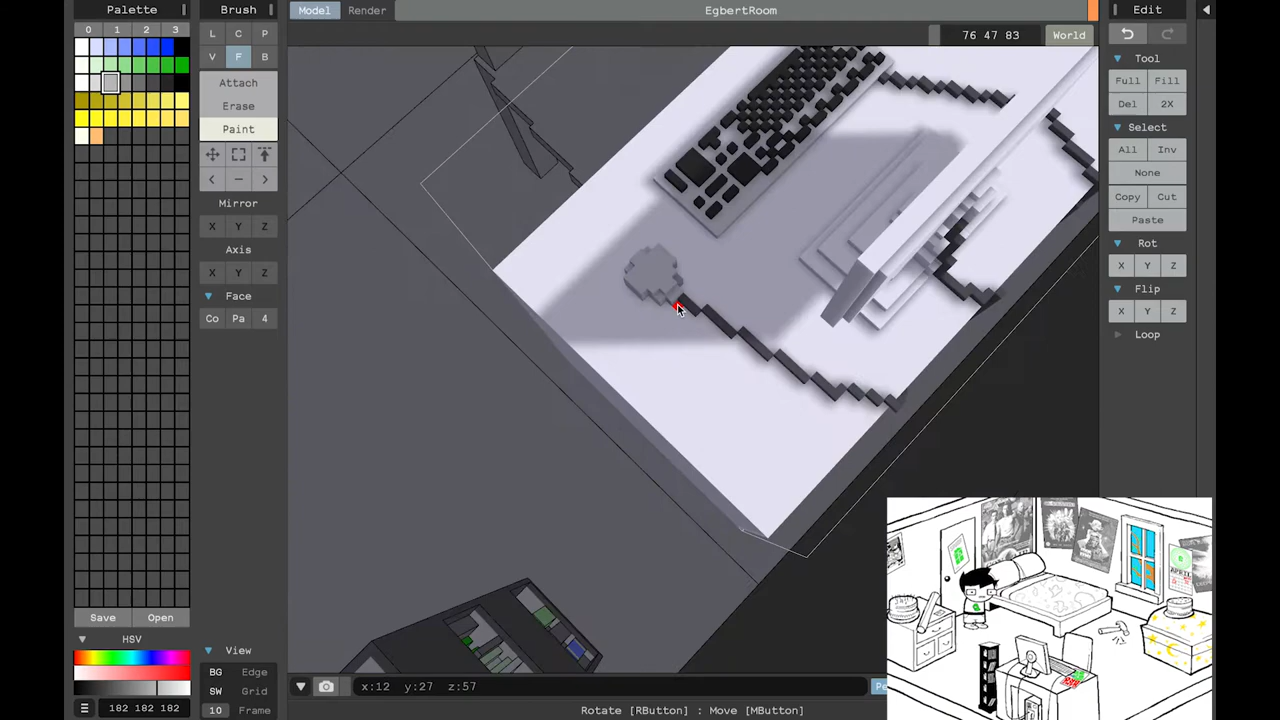 Palette
0 1 2 3
Save Open
HSV
182 182 182
Brush
L C P
V F B
Attach
Erase
Paint
Mirror
X Y Z
Axis
X Y Z
Face
Co Pa 4
View
BG Edge
SW Grid
10 Frame
Model Render EgbertRoom
76 47 83 World
x:12 y:27 z:57
Pe
Rotate [RButton] : Move [MButton]
APRIL
Edit
Tool
Full Fill
Del 2X
Select
All Inv
None
Copy Cut
Paste
Rot
X Y Z
Flip
X Y Z
Loop